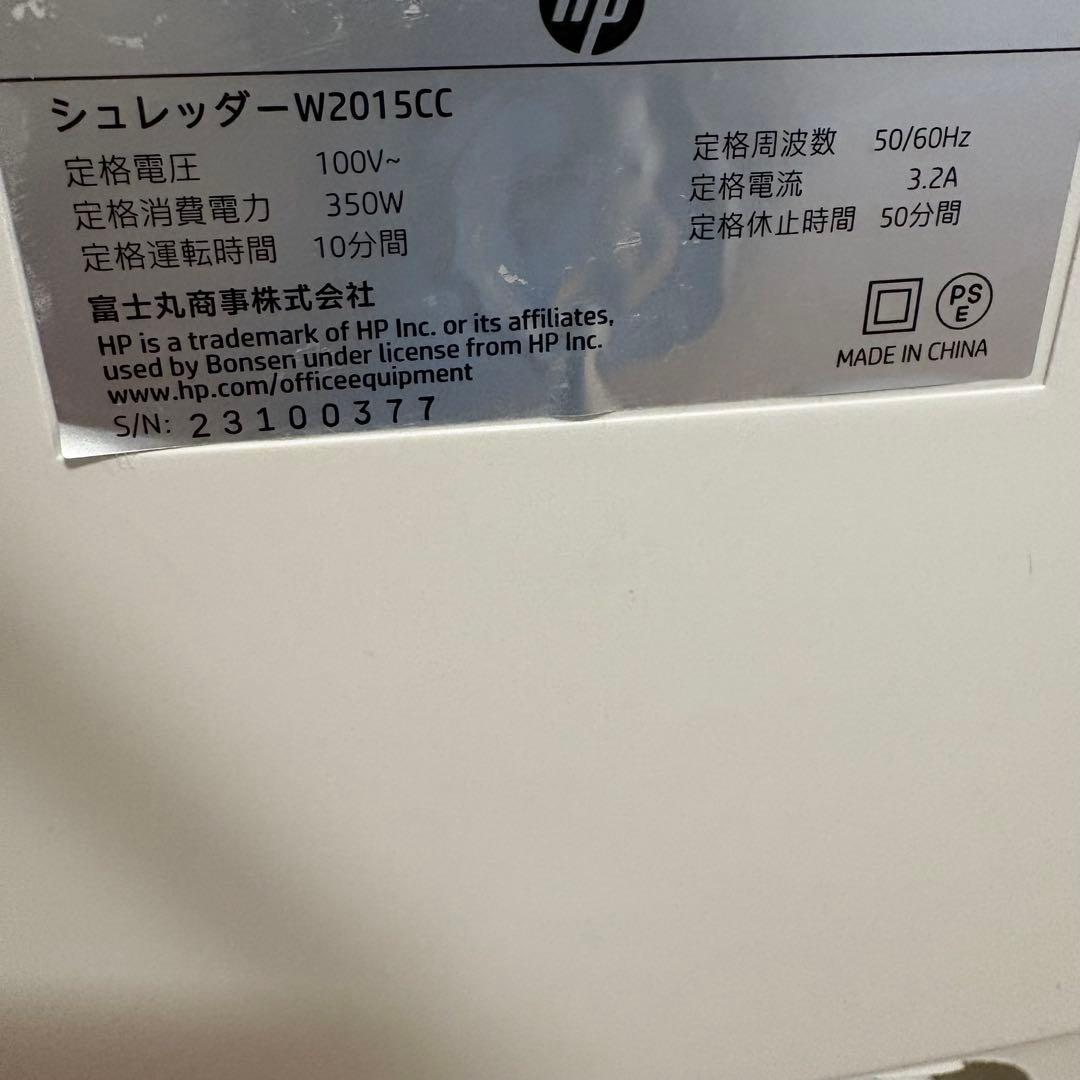 hp
シュレッダーW2015CC
定格電圧 100V~ 定格周波数 50/60Hz
定格消費電力 350W 定格電流 3.2A
定格運転時間 10分間 定格休止時間 50分間
富士丸商事株式会社
HP is a trademark of HP Inc. or its affiliates,
used by Bonsen under license from HP Inc.
www.hp.com/officeequipment
S/N: 23100377
PS
E
MADE IN CHINA